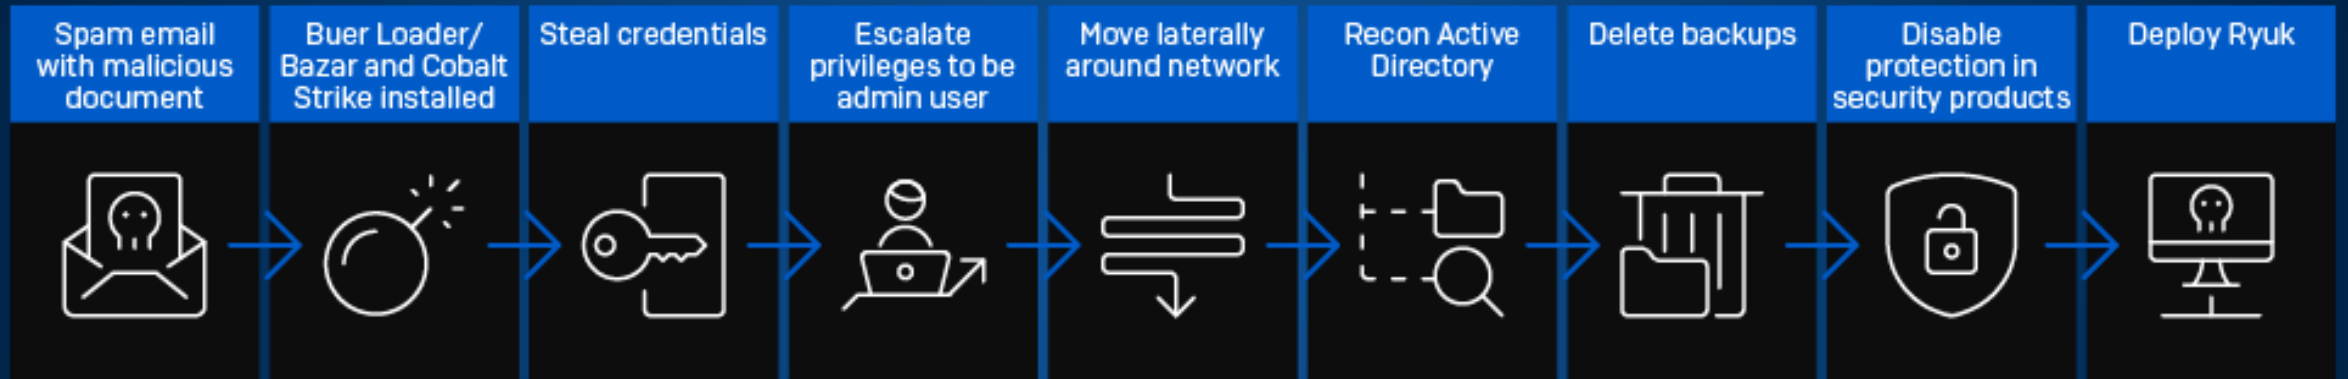 Spam email
with malicious
document
Buer Loader/
Bazar and Cobalt
Strike installed
Steal credentials
Escalate
privileges to be
admin user
Move laterally
around network
Recon Active
Directory
Delete backups
Disable
protection in
security products
Deploy Ryuk